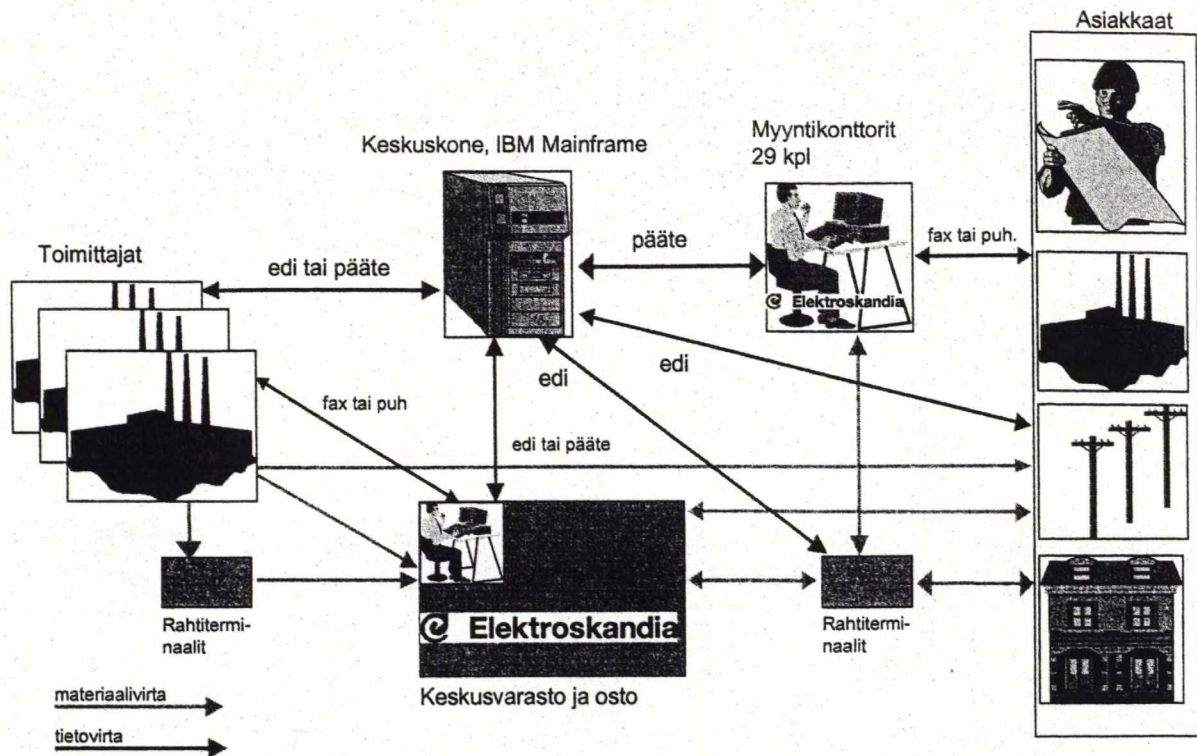 Asiakkaat
Keskuskone, IBM Mainframe
Myyntikonttorit
29 kpl
Toimittajat
edi tai pääte
pääte
fax tai puh.
Elektroskandia
edi
edi
fax tai puh
edi tai pääte
Rahtitermi-
naalit
Elektroskandia
Rahtitermi-
naalit
Keskusvarasto ja osto
materiaalivirta
tietovirta